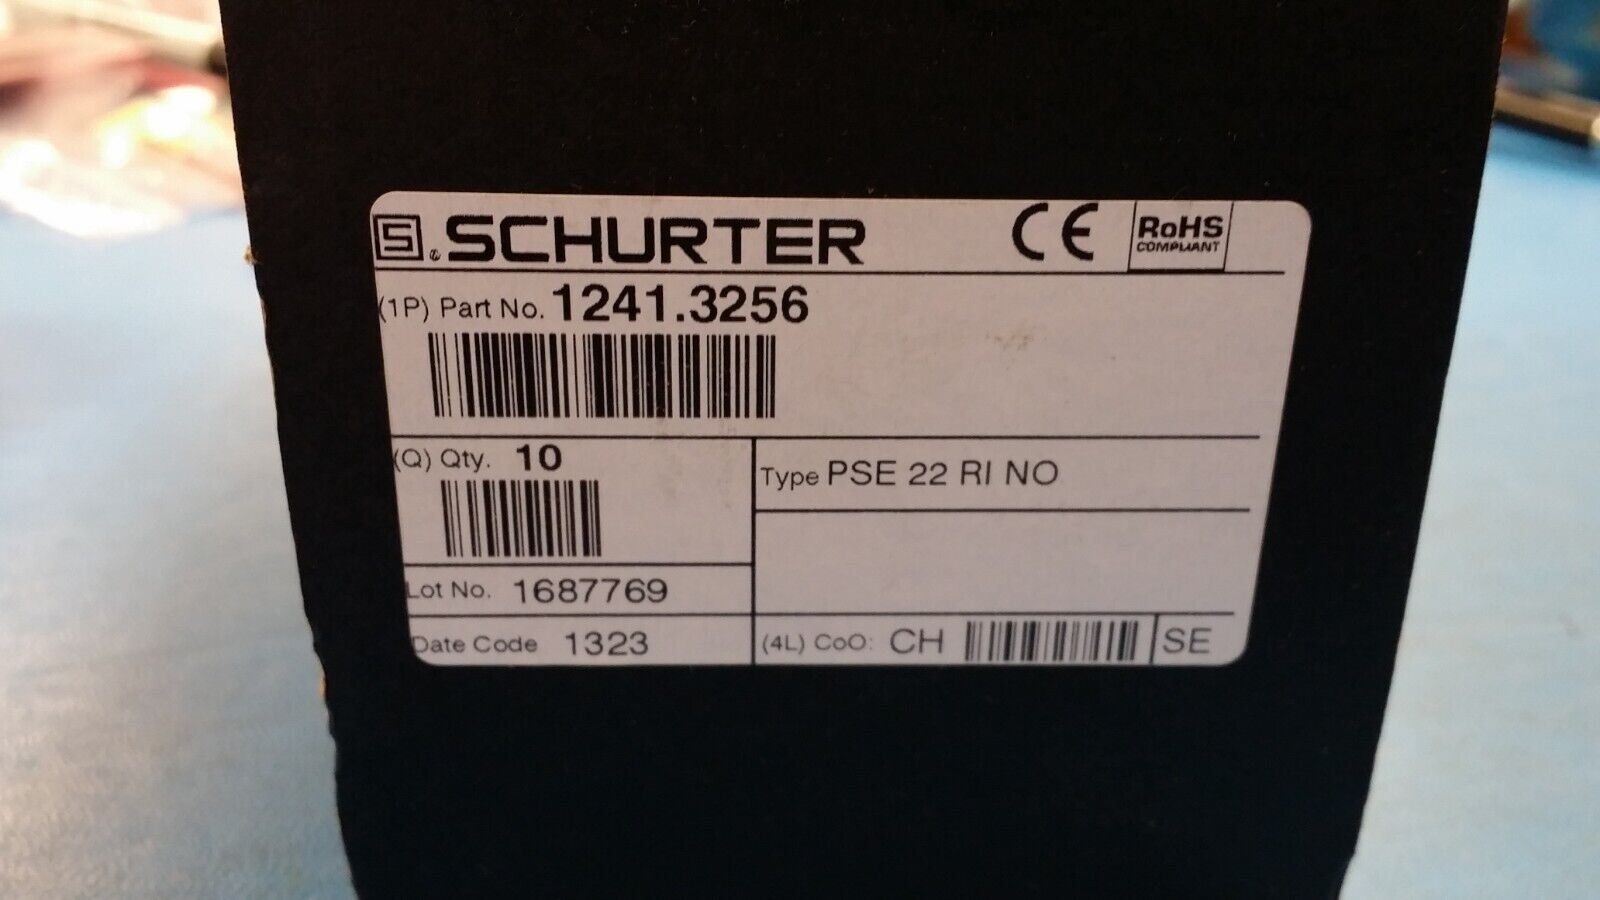 S® SCHURTER CE RoHS
COMPLIANT
(1P) Part No. 1241.3256
(Q) Qty. 10
Type PSE 22 RI NO
Lot No. 1687769
Date Code 1323
(4L) CoO: CH SE